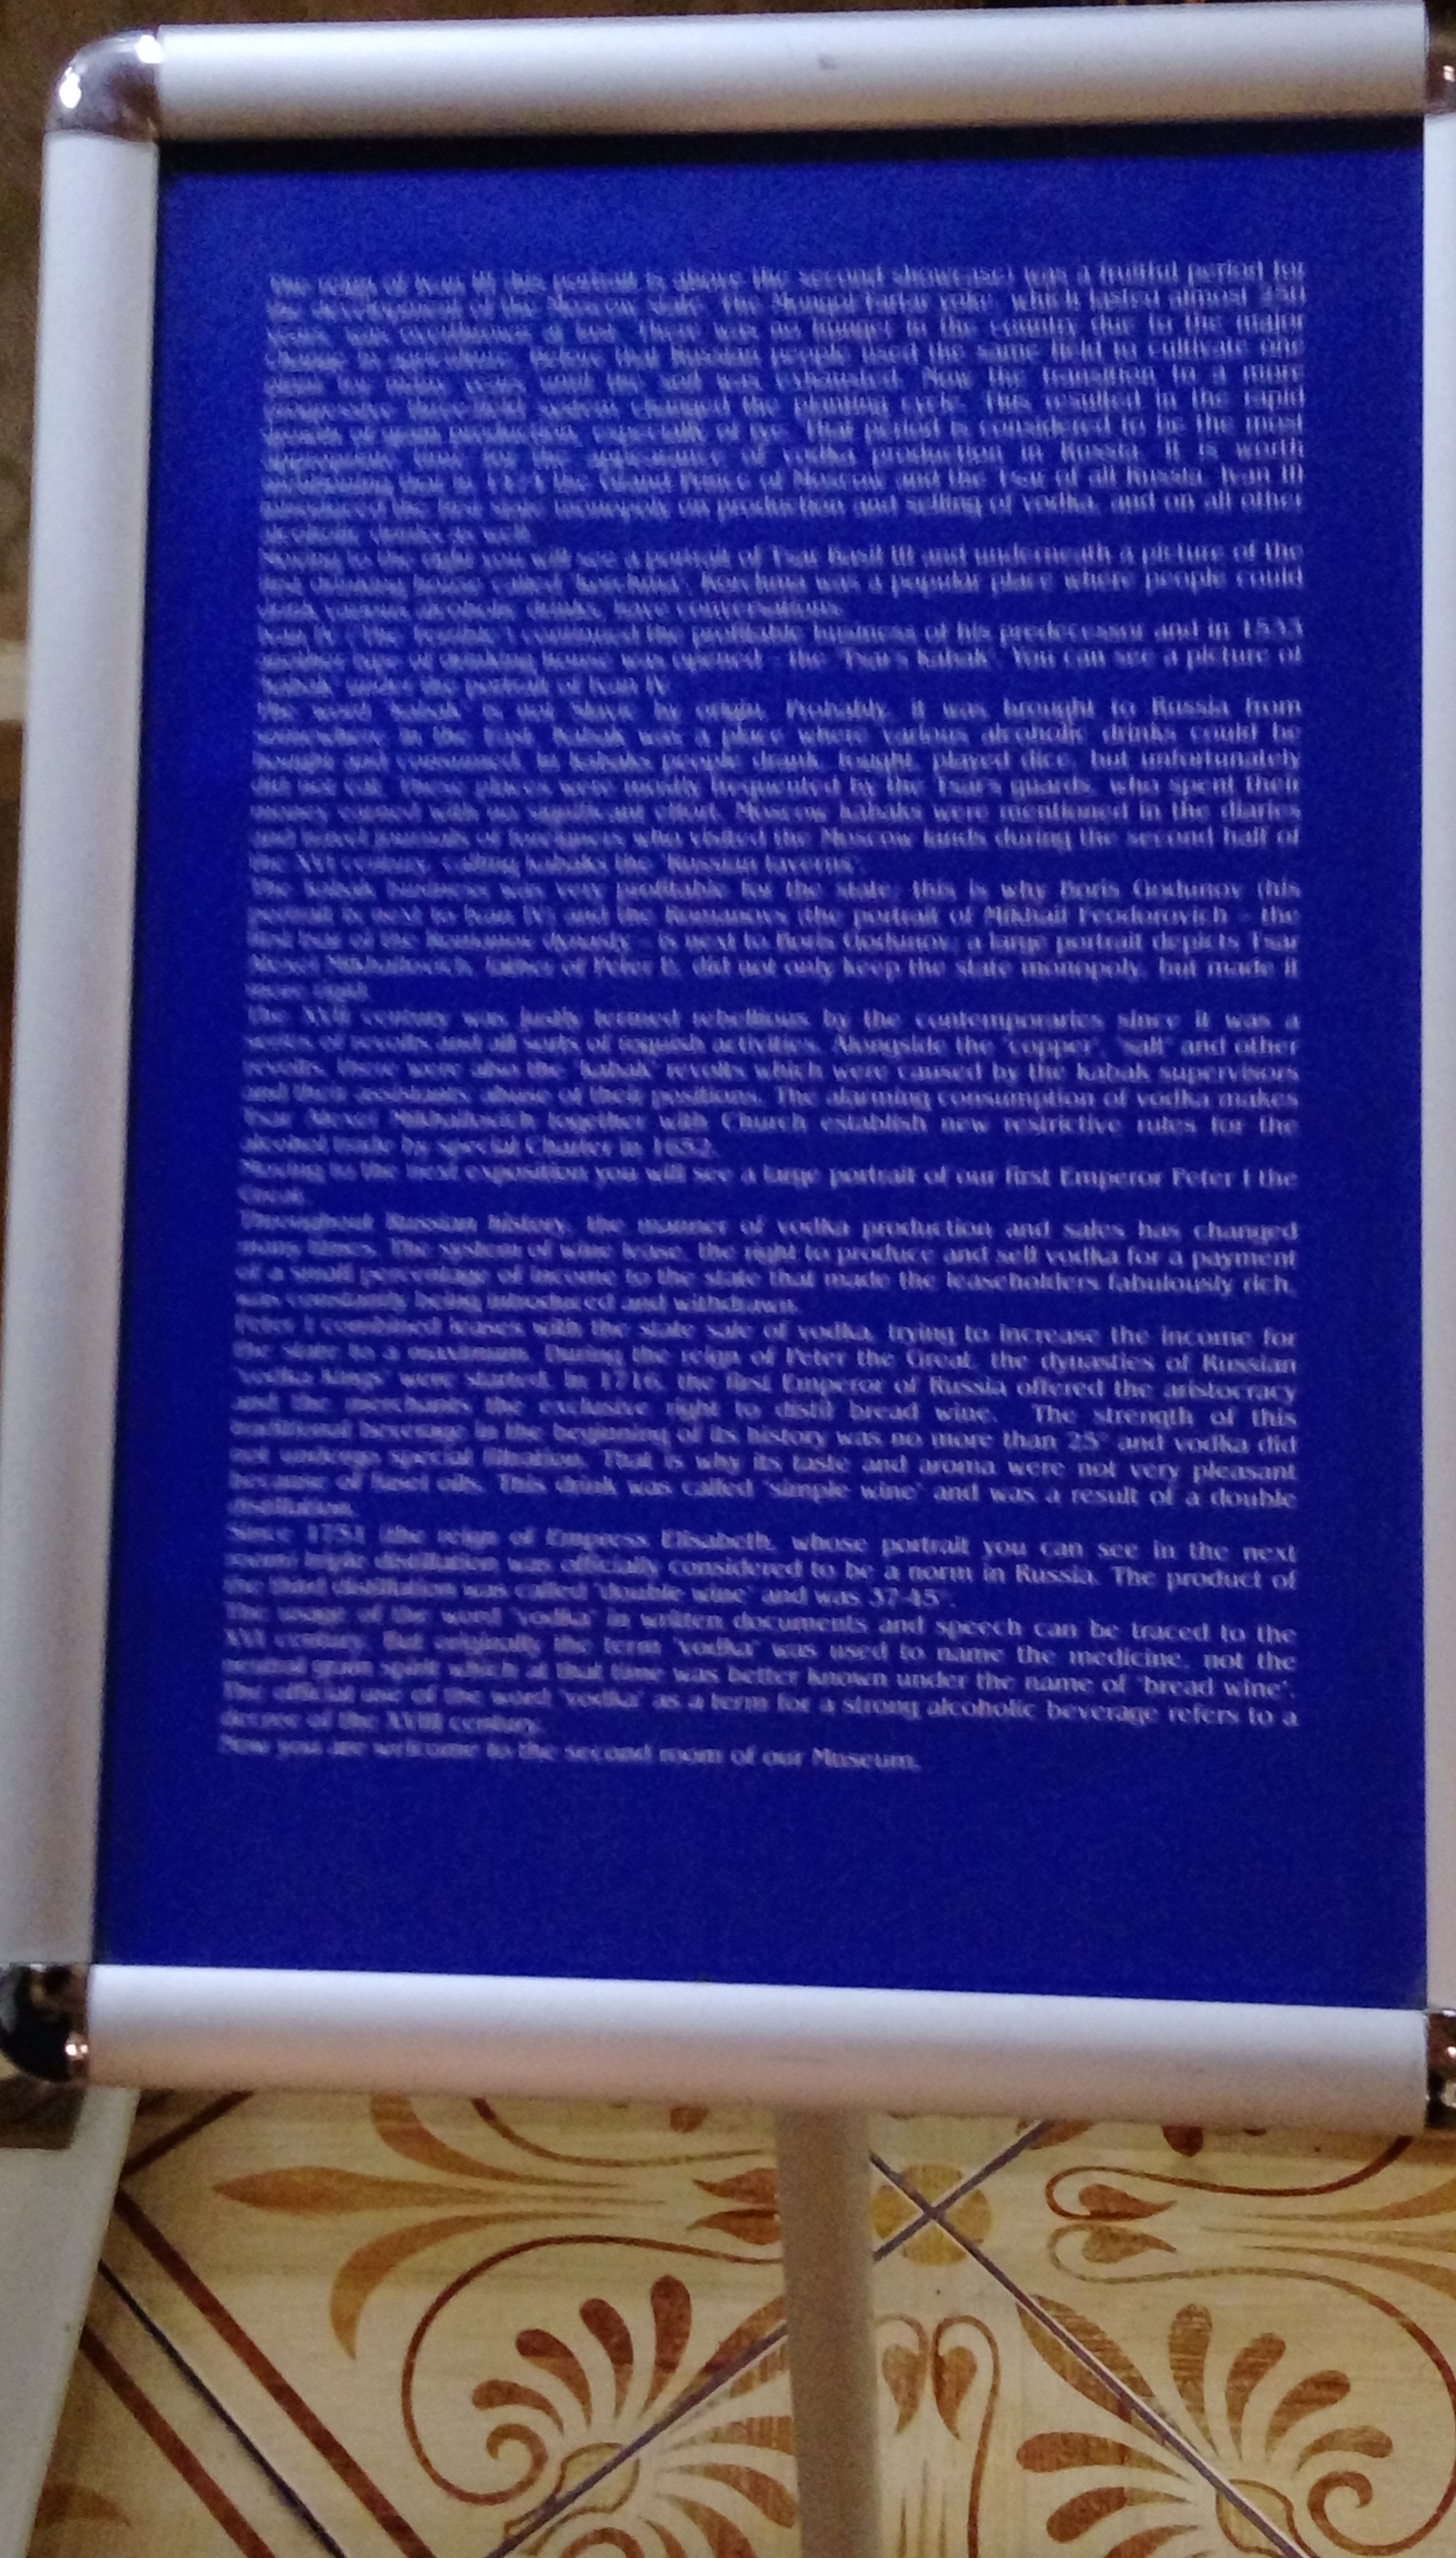 The reign of Ivan III (his portrait is above the second showcase) was a fruitful period for
the development of the Moscow state. The Mongol-Tartar yoke, which lasted almost 250
years, was overthrown at last. There was no hunger in the country due to the major
change in agriculture. Before that Russian people used the same field to cultivate one
plant for many years until the soil was exhausted. Now the transition to a more
progressive three-field system changed the planting cycle. This resulted in the rapid
growth of grain production, especially of rye. That period is considered to be the most
appropriate time for the appearance of vodka production in Russia. It is worth
mentioning that in the Grand Prince of Moscow and the Tsar of all Russia, Ivan III
introduced the first state monopoly on production and selling of vodka, and on all other
alcoholic drinks as well.
Moving to the right you will see a portrait of Tsar Basil III and underneath a picture of the
first drinking house called "korchma". Korchma was a popular place where people could
drink various alcoholic drinks, have conversations.
Ivan IV ("the Terrible") continued the profitable business of his predecessor and in 1533
another type of drinking house was opened - the "Tsar's kabak". You can see a picture of
"kabak" under the portrait of Ivan IV.
The word "kabak" is not Slavic by origin. Probably, it was brought to Russia from
somewhere in the East. Kabak was a place where various alcoholic drinks could be
bought and consumed. In kabaks people drank, fought, played dice, but unfortunately
did not eat. These places were mostly frequented by the Tsar's guards, who spent their
money earned with no significant effort. Moscow kabaks were mentioned in the diaries
and travel journals of foreigners who visited the Moscow lands during the second half of
the XVI century, calling kabaks the "Russian taverns".
The kabak business was very profitable for the state; this is why Boris Godunov (his
portrait is next to Ivan IV) and the Romanovs (the portrait of Mikhail Feodorovich - the
first tsar of the Romanov dynasty - is next to Boris Godunov; a large portrait depicts Tsar
Alexei Mikhailovich, father of Peter I), did not only keep the state monopoly, but made it
more rigid.
The XVII century was justly termed rebellious by the contemporaries since it was a
series of revolts and all sorts of roguish activities. Alongside the "copper", "salt" and other
revolts, there were also the "kabak" revolts which were caused by the kabak supervisors
and their assistants abuse of their positions. The alarming consumption of vodka makes
Tsar Alexei Mikhailovich together with Church establish new restrictive rules for the
alcohol trade by special Charter in 1652.
Moving to the next exposition you will see a large portrait of our first Emperor Peter I the
Great.
Throughout Russian history, the manner of vodka production and sales has changed
many times. The system of wine lease, the right to produce and sell vodka for a payment
of a small percentage of income to the state that made the leaseholders fabulously rich,
was constantly being introduced and withdrawn.
Peter I combined leases with the state sale of vodka, trying to increase the income for
the state to a maximum. During the reign of Peter the Great, the dynasties of Russian
"vodka kings" were started. In 1716, the first Emperor of Russia offered the aristocracy
and the merchants the exclusive right to distil bread wine. The strength of this
traditional beverage in the beginning of its history was no more than 25° and vodka did
not undergo special filtration. That is why its taste and aroma were not very pleasant
because of fusel oils. This drink was called "simple wine" and was a result of a double
distillation.
Since 1751 (the reign of Empress Elisabeth, whose portrait you can see in the next
room) triple distillation was officially considered to be a norm in Russia. The product of
the third distillation was called "double wine" and was 37-45°.
The usage of the word "vodka" in written documents and speech can be traced to the
XVI century. But originally the term "vodka" was used to name the medicine, not the
neutral grain spirit which at that time was better known under the name of "bread wine".
The official use of the word "vodka" as a term for a strong alcoholic beverage refers to a
decree of the XVIII century.
Now you are welcome to the second room of our Museum.